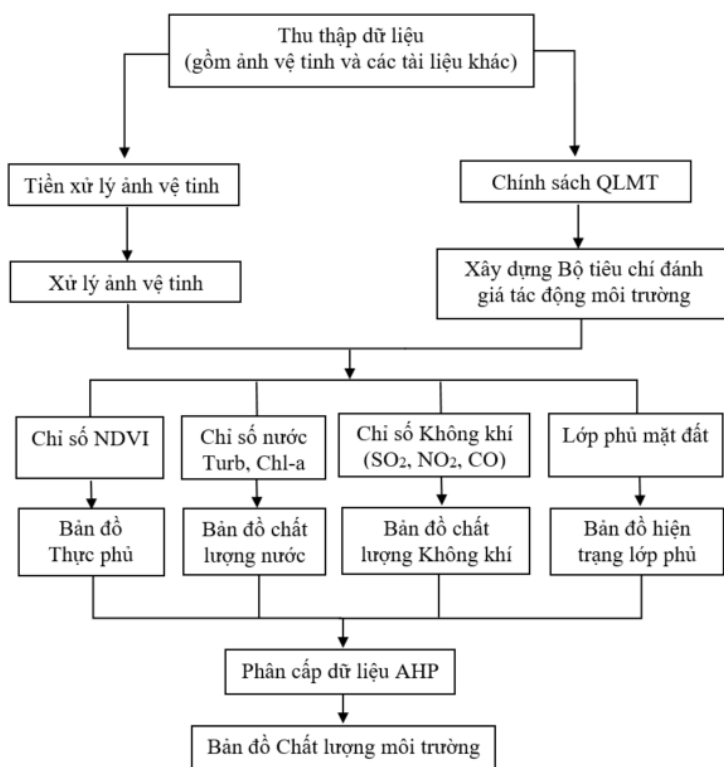 Thu thập dữ liệu
(gồm ảnh vệ tinh và các tài liệu khác)
Tiền xử lý ảnh vệ tinh
Chính sách QLMT
Xử lý ảnh vệ tinh
Xây dựng Bộ tiêu chí đánh
giá tác động môi trường
Chỉ số NDVI
Chỉ số nước
Turb, Chl-a
Chỉ số Không khí
(SO₂, NO₂, CO)
Lớp phủ mặt đất
Bản đồ
Thực phủ
Bản đồ chất
lượng nước
Bản đồ chất
lượng Không khí
Bản đồ hiện
trạng lớp phủ
Phân cấp dữ liệu AHP
Bản đồ Chất lượng môi trường